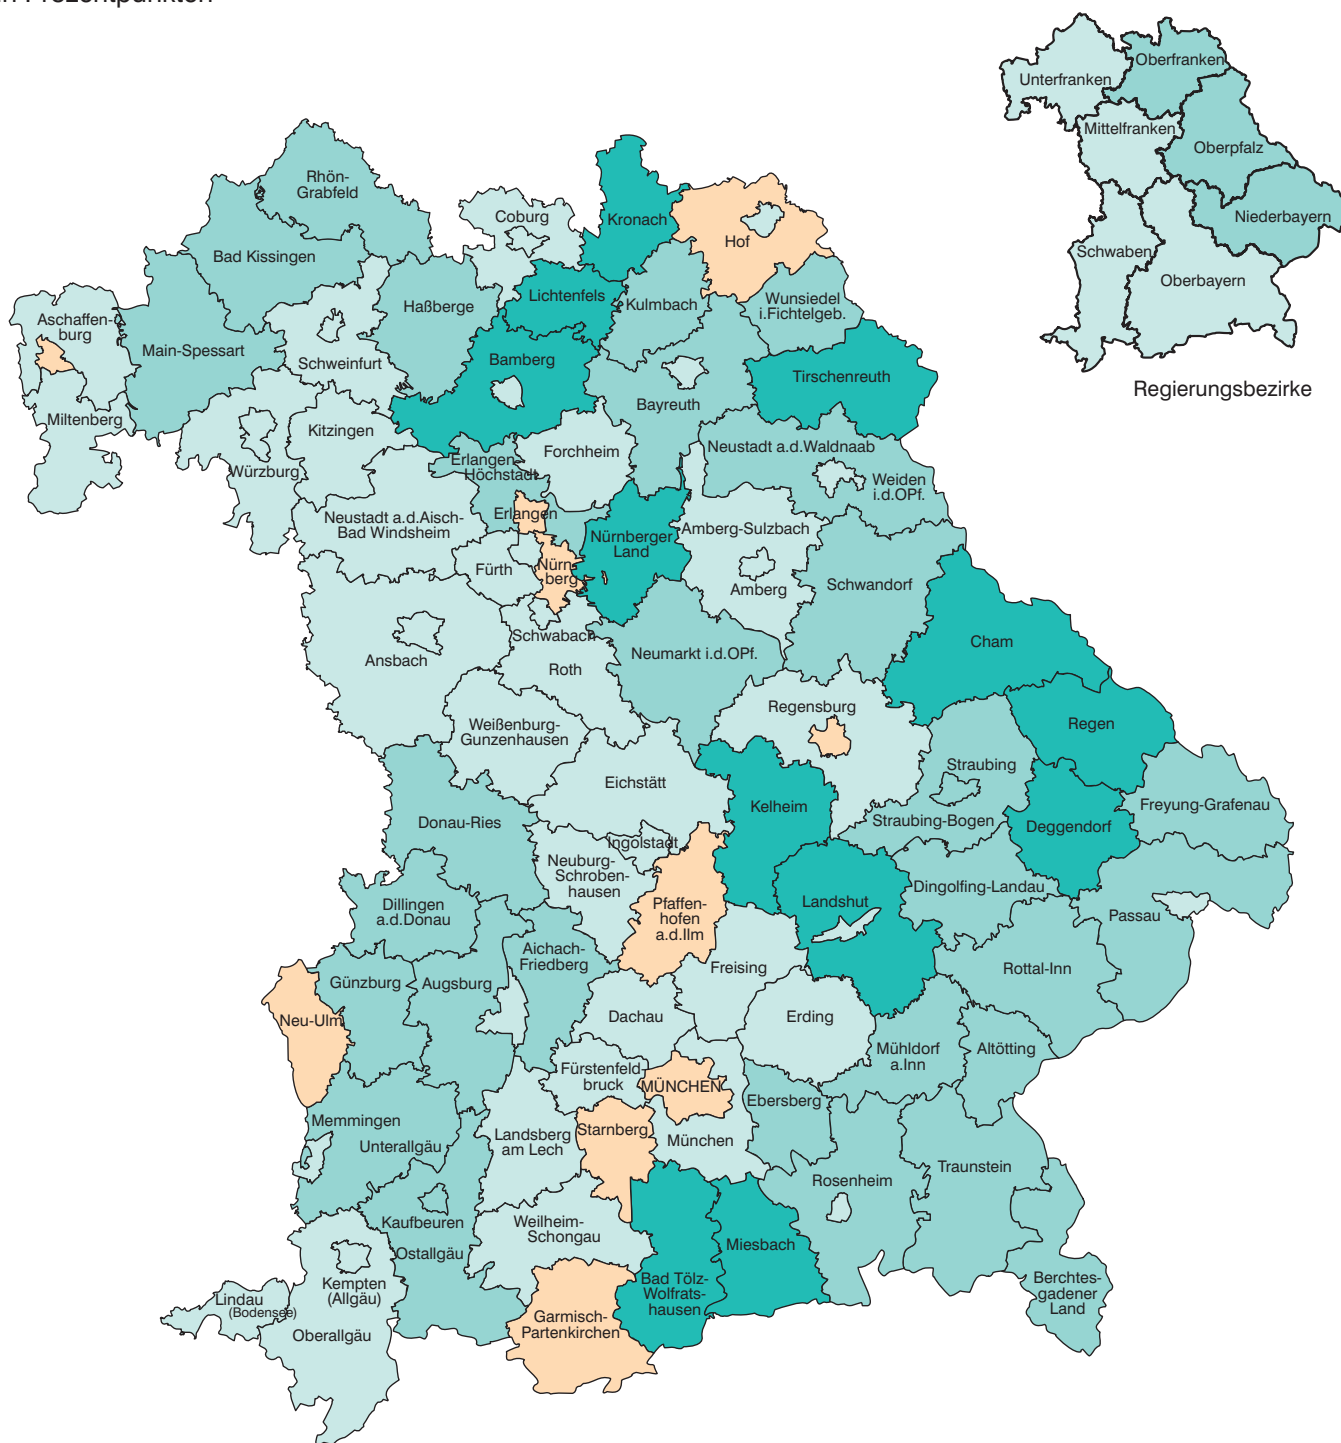 in Prozentpunkten
Oberfranken
Unterfranken
Mittelfranken
Oberpfalz
Niederbayern
Schwaben
Oberbayern
Regierungsbezirke
Rhön-
Grabfeld
Coburg
Kronach
Hof
Bad Kissingen
Lichtenfels
Kulmbach
Wunsiedel
i.Fichtelgeb.
Haßberge
Aschaffen-
burg
Main-Spessart
Schweinfurt
Bamberg
Tirschenreuth
Bayreuth
Miltenberg
Kitzingen
Forchheim
Neustadt a.d.Waldnaab
Würzburg
Erlangen-
Höchstadt
Weiden
i.d.OPf.
Neustadt a.d.Aisch-
Bad Windsheim
Erlangen
Nürnberger
Land
Amberg-Sulzbach
Fürth
Nürn-
berg
Amberg
Schwandorf
Schwabach
Cham
Ansbach
Roth
Neumarkt i.d.OPf.
Regensburg
Regen
Weißenburg-
Gunzenhausen
Straubing
Eichstätt
Kelheim
Freyung-Grafenau
Donau-Ries
Straubing-Bogen
Deggendorf
Ingolstadt
Neuburg-
Schroben-
hausen
Dingolfing-Landau
Dillingen
a.d.Donau
Pfaffen-
hofen
a.d.Ilm
Landshut
Passau
Aichach-
Friedberg
Günzburg
Augsburg
Freising
Rottal-Inn
Neu-Ulm
Dachau
Erding
Mühldorf
a.Inn
Altötting
Fürstenfeld-
bruck
MÜNCHEN
Ebersberg
Memmingen
Unterallgäu
Landsberg
am Lech
Starnberg
München
Traunstein
Rosenheim
Kaufbeuren
Ostallgäu
Weilheim-
Schongau
Miesbach
Kempten
(Allgäu)
Bad Tölz-
Wolfrats-
hausen
Berchtes-
gadener
Land
Lindau
(Bodensee)
Oberallgäu
Garmisch-
Partenkirchen